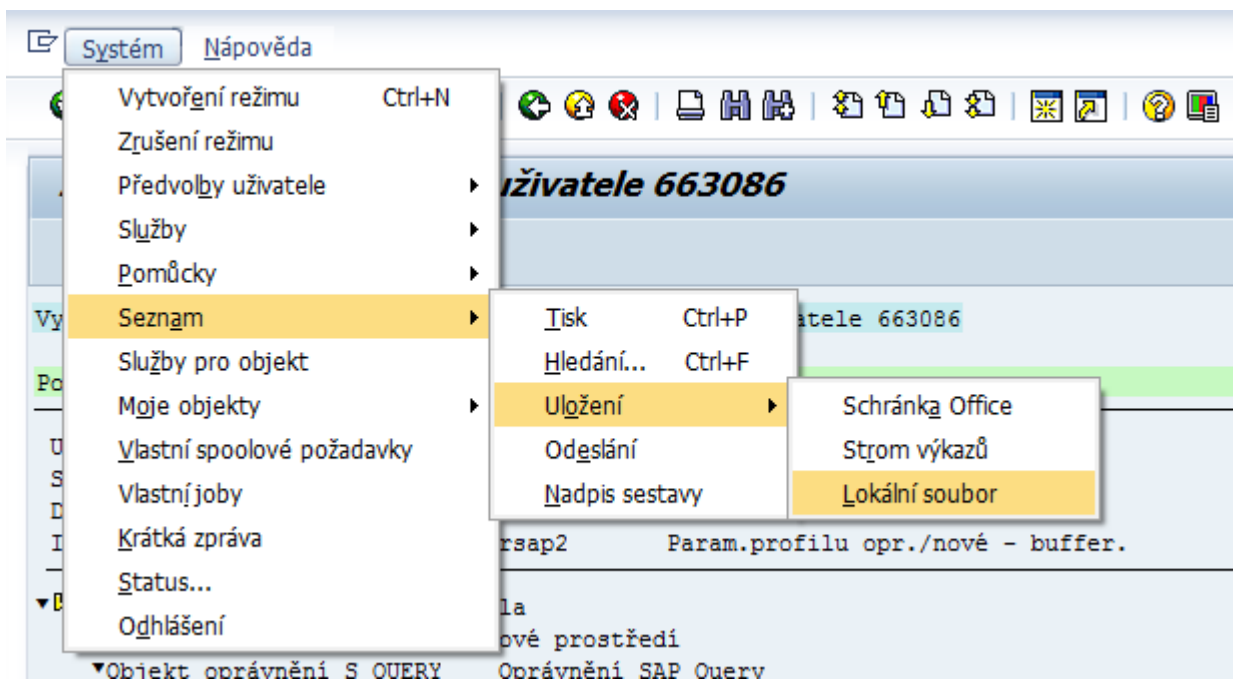 Systém Nápověda
Vytvoření režimu Ctrl+N
Zrušení režimu
Předvolby uživatele
uživatele 663086
Služby
Pomůcky
Seznam
Tisk Ctrl+P
663086
Služby pro objekt
Hledání... Ctrl+F
Moje objekty
Uložení
Schránka Office
Vlastní spoolové požadavky
Odeslání
Strom výkazů
Vlastní joby
Nadpis sestavy
Lokální soubor
Krátká zpráva
rsap2 Param.profilu opr./nové - buffer.
Status...
Odhlášení
ové prostředí
Objekt oprávnění S_QUERY Oprávnění SAP Query